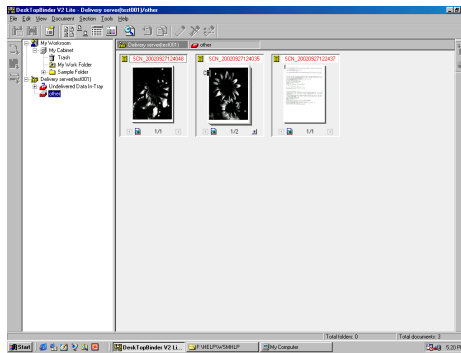 DeskTopBinder V2 Lite - Delivery server(test001)/other
File Edit View Document Section Tools Help
My Workroom
My Cabinet
Trash
My Work Folder
Sample Folder
Delivery server(test001)
Undelivered Data In-Tray
other
Delivery server(test001) other
SCN_20020927124048 SCN_20020927124035 SCN_20020927122437
1/1 1/2 1/1
Total folders: 0 Total documents: 3
Start DeskTopBinder V2 Li... F:\HELP\WSMHLP My Computer 5:20 PM